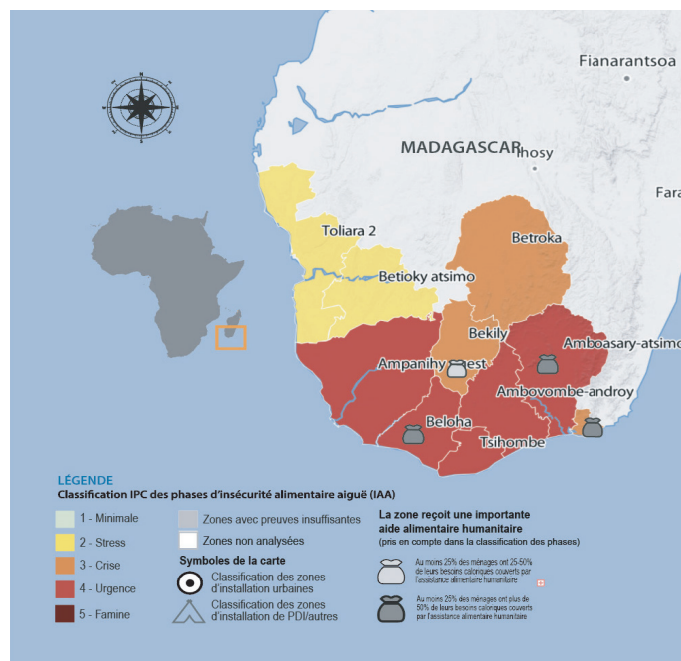 Fianarantsoa
MADAGASCAR
Ihosy
Fara
Toliara 2
Betroka
Betioky atsimo
Bekily
Amboasary-atsimo
Ampanihy est
Ambovombe-androy
Beloha
Tsihombe
LÉGENDE
Classification IPC des phases d'insécurité alimentaire aiguë (IAA)
1 - Minimale
2 - Stress
3 - Crise
4 - Urgence
5 - Famine
Zones avec preuves insuffisantes
Zones non analysées
Symboles de la carte
Classification des zones
d'installation urbaines
Classification des zones
d'installation de PDI/autres
La zone reçoit une importante
aide alimentaire humanitaire
(pris en compte dans la classification des phases)
Au moins 25% des ménages ont 25-50%
de leurs besoins caloriques couverts par
l'assistance alimentaire humanitaire
Au moins 25% des ménages ont plus de
50% de leurs besoins caloriques couverts
par l'assistance alimentaire humanitaire